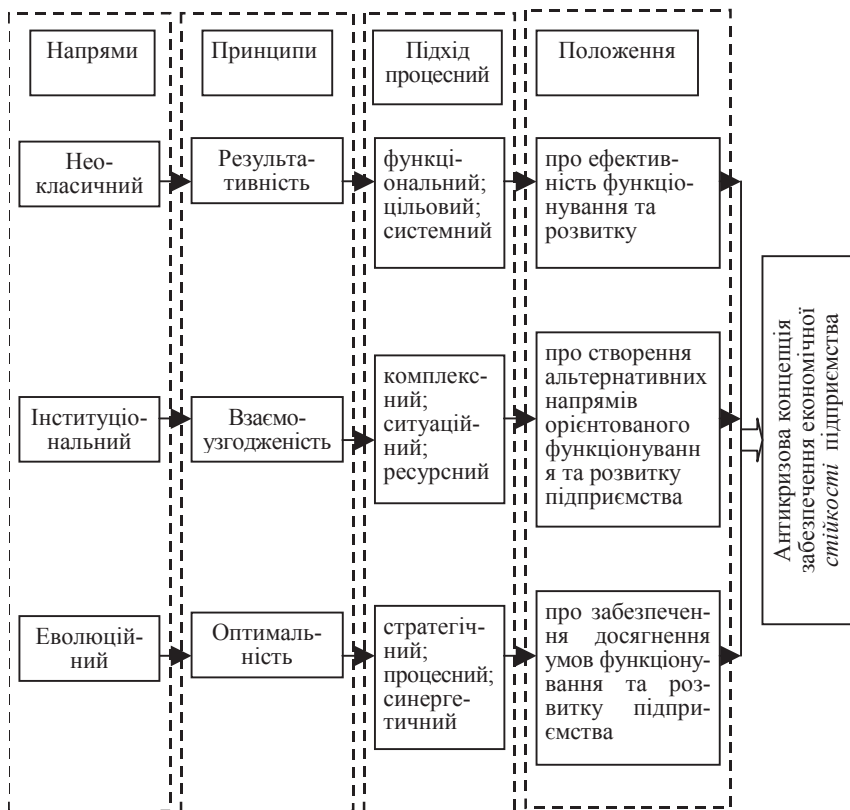 Напрями
Принципи
Підхід
процесний
Положення
Нео-
класичний
Результа-
тивність
функці-
ональний;
цільовий;
системний
про ефектив-
ність функціо-
нування та
розвитку
Інституціо-
нальний
Взаємо-
узгодженість
комплекс-
ний;
ситуацій-
ний;
ресурсний
про створення
альтернативних
напрямів
орієнтованого
функціонуванн
я та розвитку
підприємства
Еволюцій-
ний
Оптималь-
ність
стратегіч-
ний;
процесний;
синерге-
тичний
про забезпечен-
ня досягнення
умов функціону-
вання та роз-
витку підпри-
ємства
Антикризова концепція
забезпечення економічної
стійкості підприємства